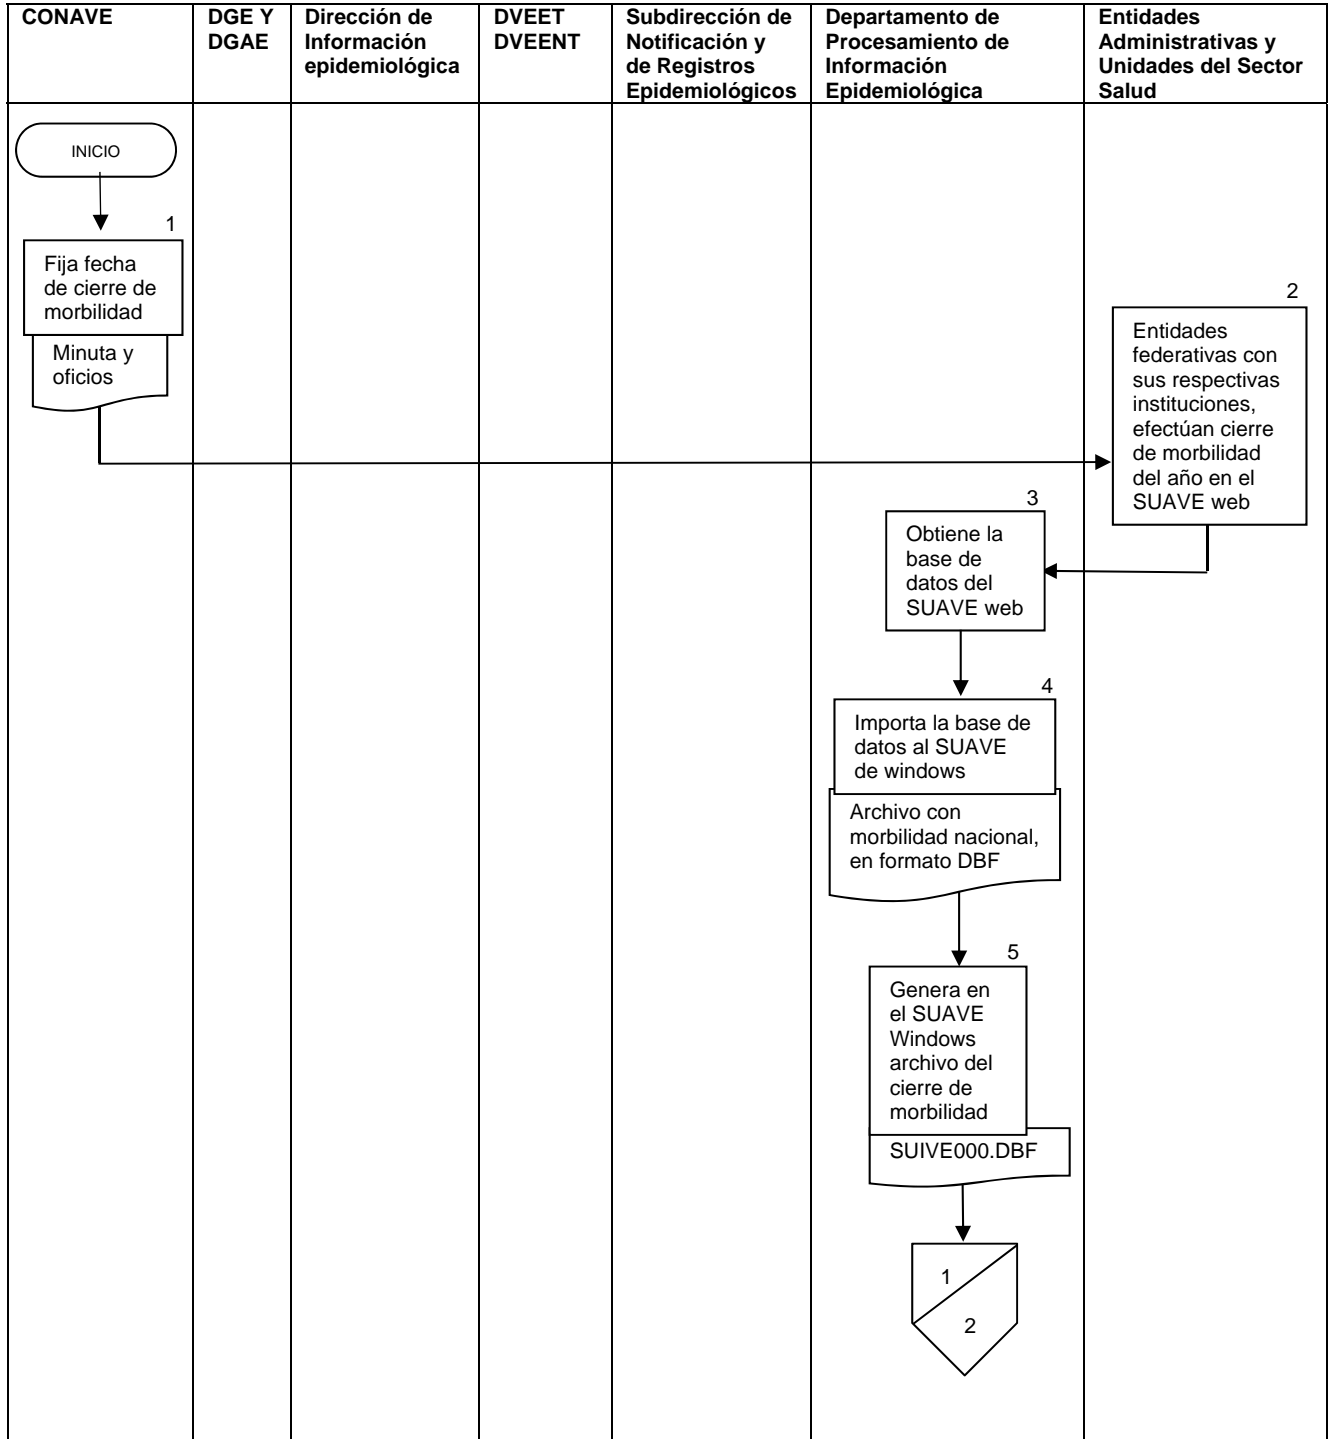 CONAVE
DGE Y
DGAE
Dirección de
Información
epidemiológica
DVEET
DVEENT
Subdirección de
Notificación y
de Registros
Epidemiológicos
Departamento de
Procesamiento de
Información
Epidemiológica
Entidades
Administrativas y
Unidades del Sector
Salud
INICIO
1
Fija fecha
de cierre de
morbilidad
Minuta y
oficios
2
Entidades
federativas con
sus respectivas
instituciones,
efectúan cierre
de morbilidad
del año en el
SUAVE web
3
Obtiene la
base de
datos del
SUAVE web
4
Importa la base de
datos al SUAVE
de windows
Archivo con
morbilidad nacional,
en formato DBF
5
Genera en
el SUAVE
Windows
archivo del
cierre de
morbilidad
SUIVE000.DBF
1
2